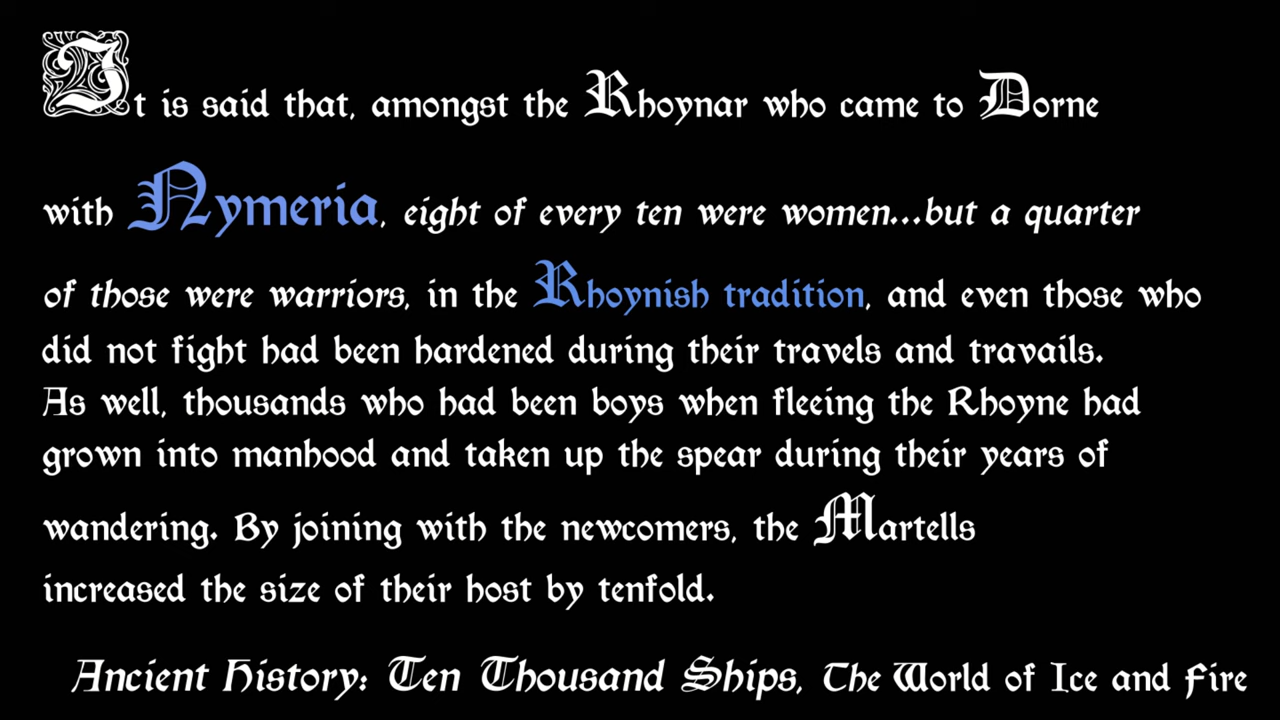 It is said that, amongst the Rhoynar who came to Dorne
with Nymeria, eight of every ten were women...but a quarter
of those were warriors, in the Rhoynish tradition, and even those who
did not fight had been hardened during their travels and travails.
As well, thousands who had been boys when fleeing the Rhoyne had
grown into manhood and taken up the spear during their years of
wandering. By joining with the newcomers, the Martells
increased the size of their host by tenfold.
Ancient History: Ten Thousand Ships, The World of Ice and Fire